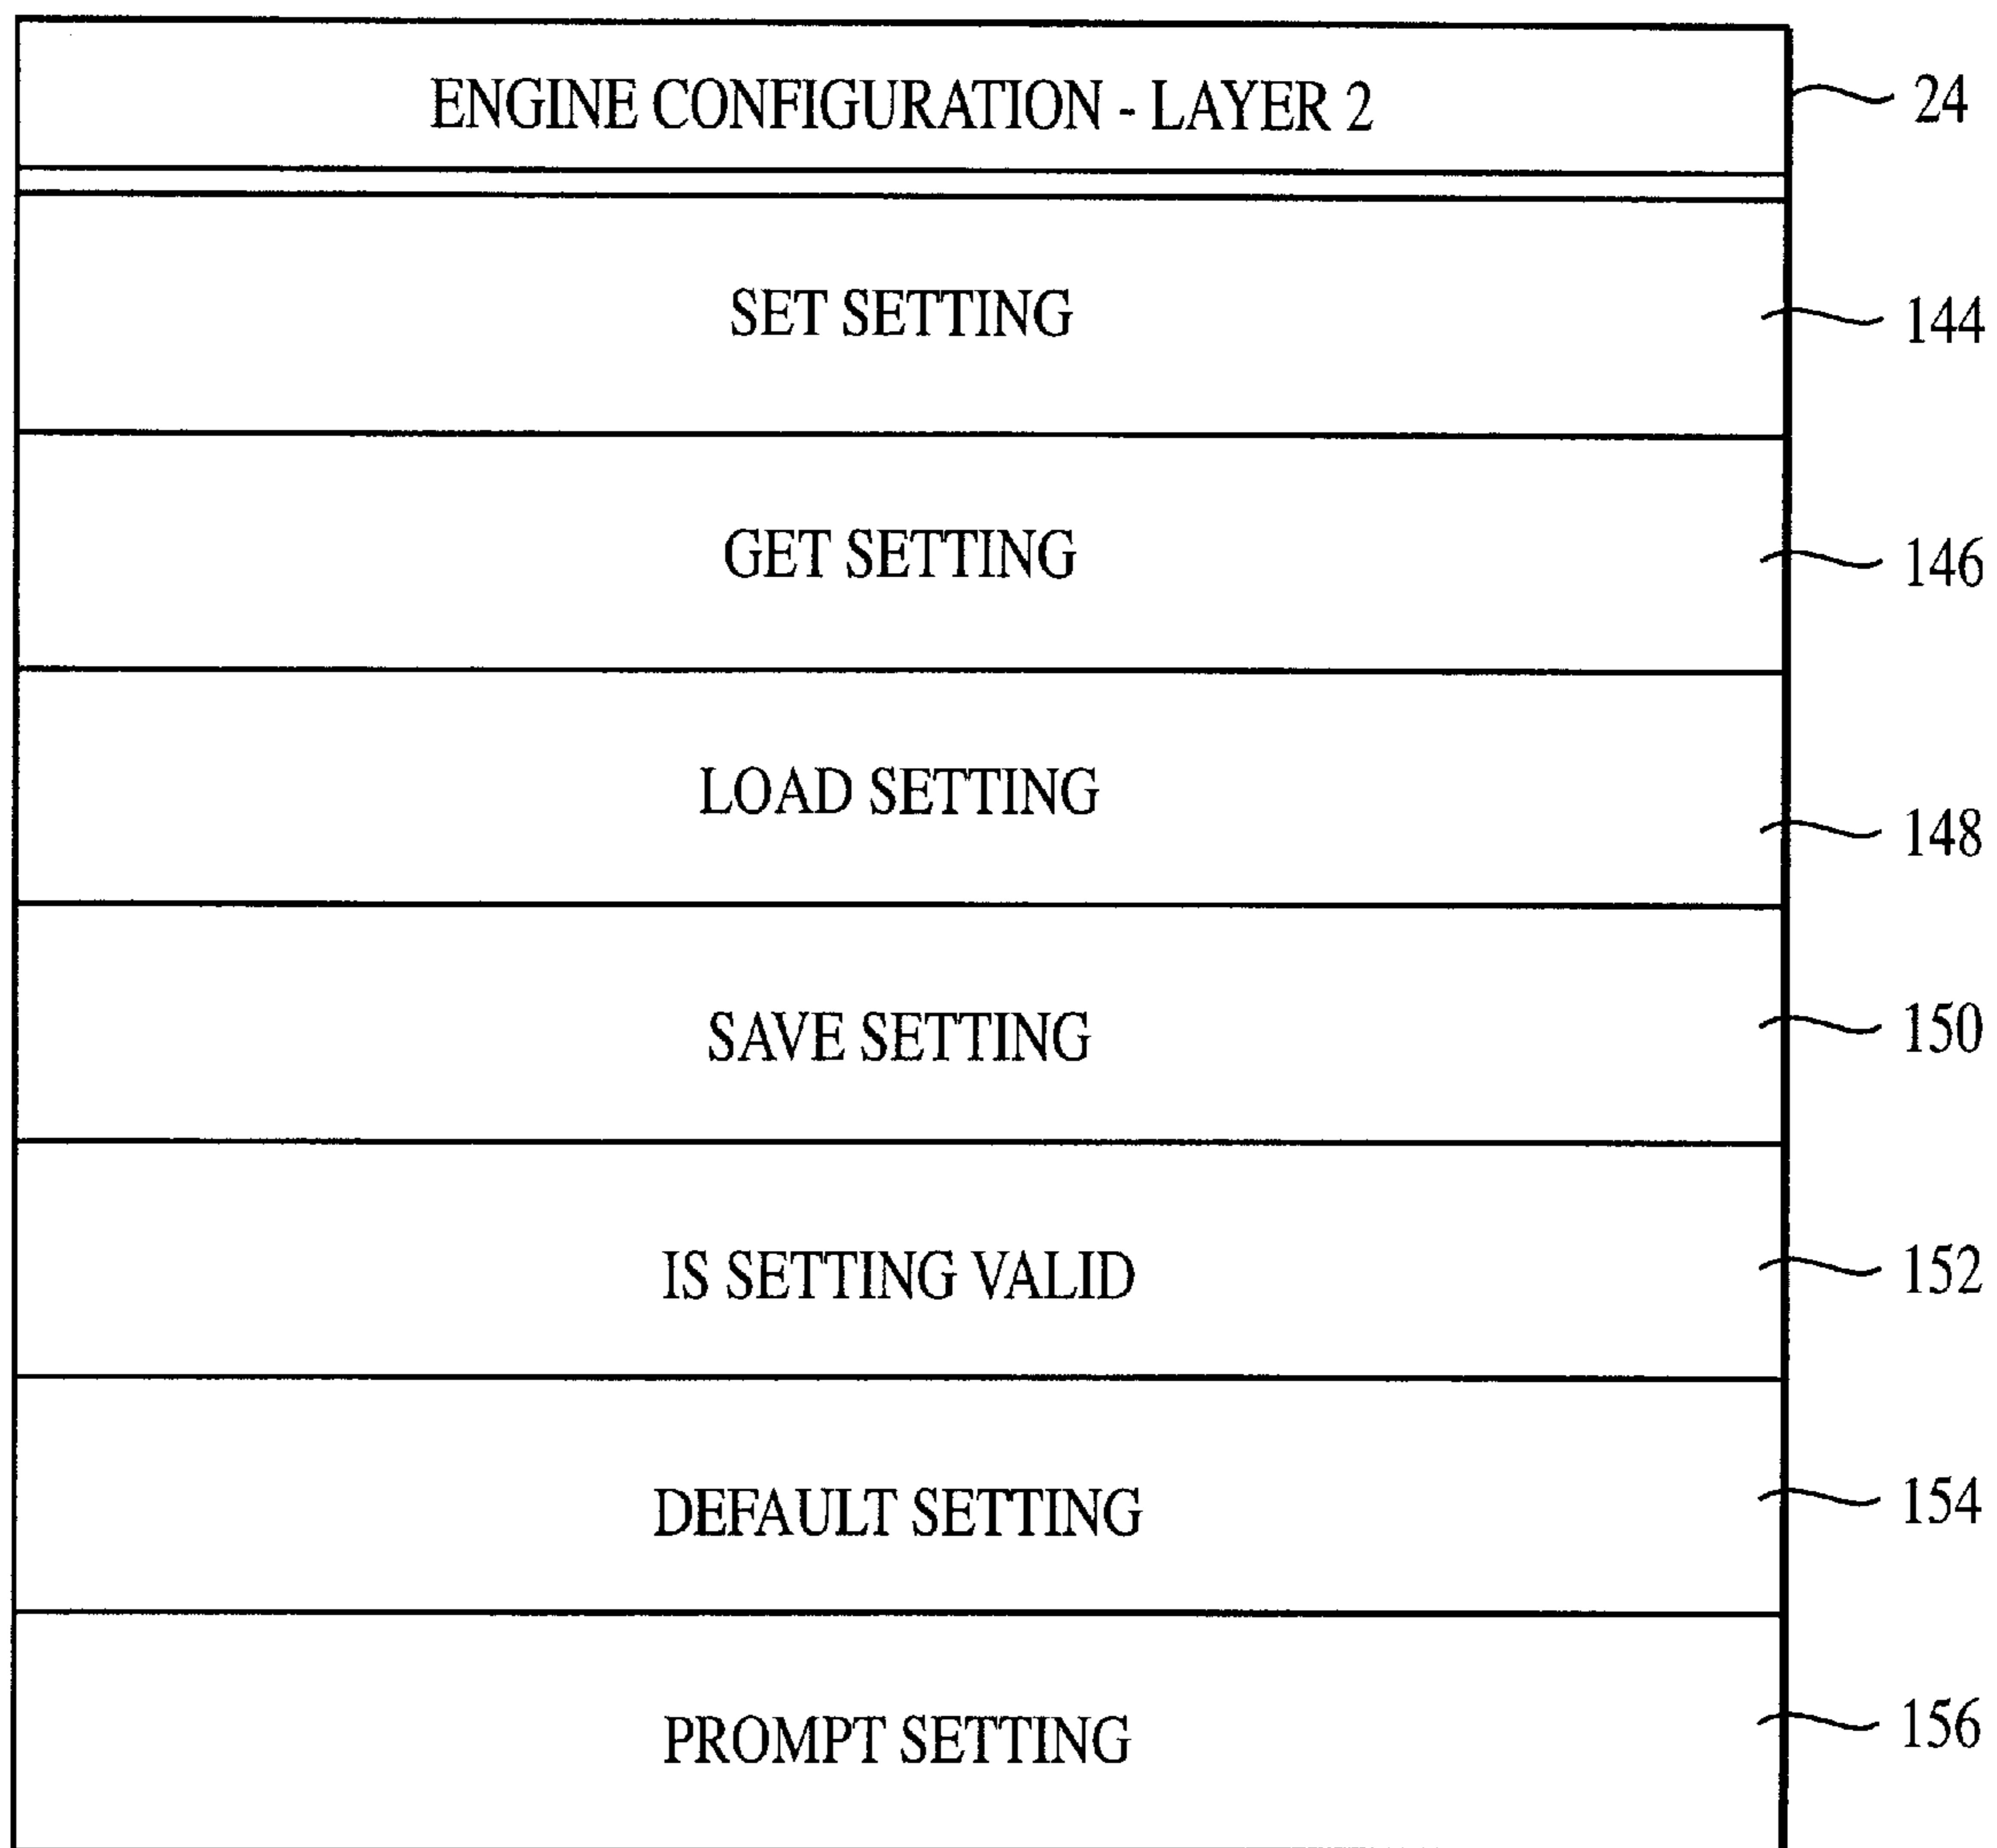 ENGINE CONFIGURATION - LAYER 2 24
SET SETTING 144
GET SETTING 146
LOAD SETTING 148
SAVE SETTING 150
IS SETTING VALID 152
DEFAULT SETTING 154
PROMPT SETTING 156